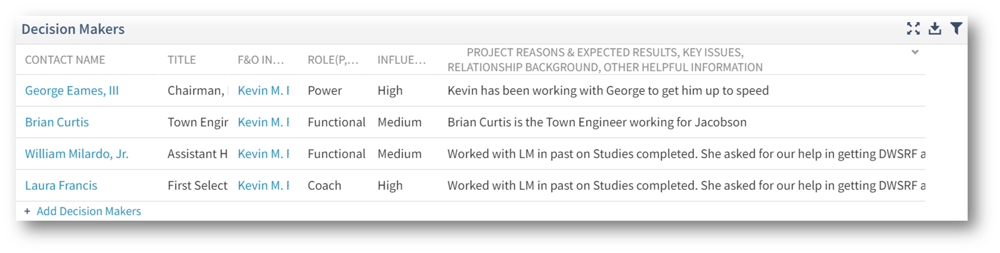 Decision Makers
CONTACT NAME TITLE F&O IN... ROLE(P,... INFLUE... PROJECT REASONS & EXPECTED RESULTS, KEY ISSUES,
RELATIONSHIP BACKGROUND, OTHER HELPFUL INFORMATION
George Eames, III Chairman, Kevin M. Power High Kevin has been working with George to get him up to speed
Brian Curtis Town Engir Kevin M. Functional Medium Brian Curtis is the Town Engineer working for Jacobson
William Milardo, Jr. Assistant H Kevin M. Functional Medium Worked with LM in past on Studies completed. She asked for our help in getting DWSRF a
Laura Francis First Select Kevin M. Coach High Worked with LM in past on Studies completed. She asked for our help in getting DWSRF a
+ Add Decision Makers